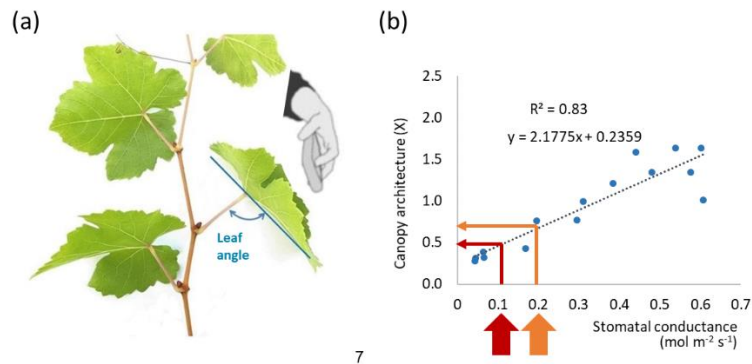 (a)
Leaf
angle
7
(b)
Canopy architecture (X)
2.5
2.0
1.5
1.0
0.5
0.0
R² = 0.83
y = 2.1775x + 0.2359
0 0.1 0.2 0.3 0.4 0.5 0.6 0.7
Stomatal conductance
(mol m⁻² s⁻¹)